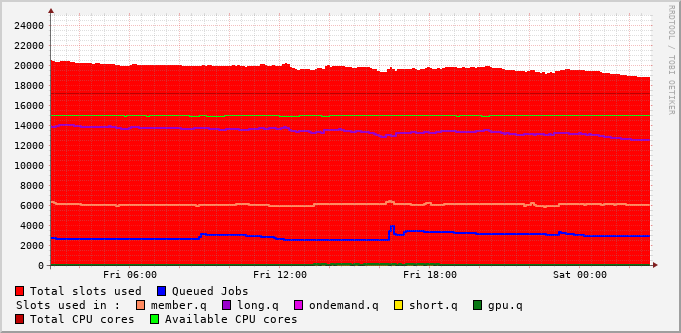 24000
22000
20000
18000
16000
14000
12000
10000
8000
6000
4000
2000
0
Fri 06:00 Fri 12:00 Fri 18:00 Sat 00:00
Total slots used Queued Jobs
Slots used in : member.q long.q ondemand.q short.q gpu.q
Total CPU cores Available CPU cores
RRDTOOL / TOBI OETIKER